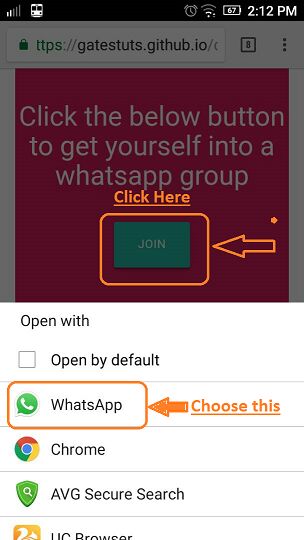 67 2:12 PM
ttps://gatestuts.github.io/
8
Click the below button
to get yourself into a
whatsapp group
Click Here
JOIN
Open with
Open by default
WhatsApp
Choose this
Chrome
AVG Secure Search
UC Browser